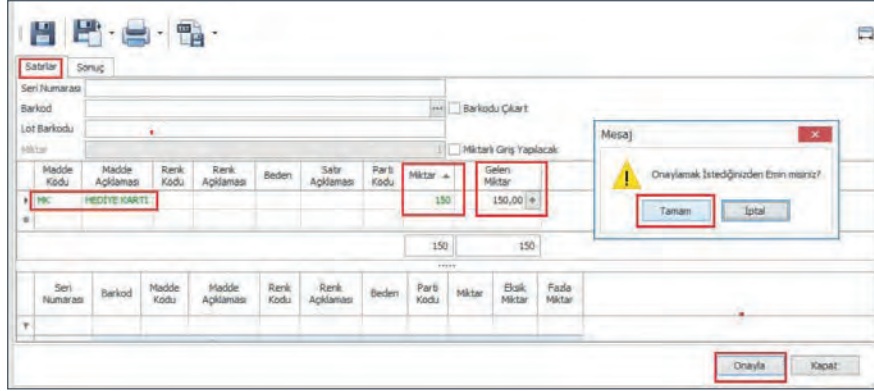 Satırlar Sonuç
Seri Numarası
Barkod ... Barkodu Çıkart
Lot Barkodu
Miktar 1 Miktarlı Giriş Yapılacak
Mesaj
Onaylamak İstediğinizden Emin misiniz?
Tamam İptal
Madde Kodu Madde Açıklaması Renk Kodu Renk Açıklaması Beden Satır Açıklaması Parti Kodu Miktar Gelen Miktar
HK HEDİYE KARTI 150 150,00
150 150
Seri Numarası Barkod Madde Kodu Madde Açıklaması Renk Kodu Renk Açıklaması Beden Parti Kodu Miktar Eksik Miktar Fazla Miktar
Onayla Kapat